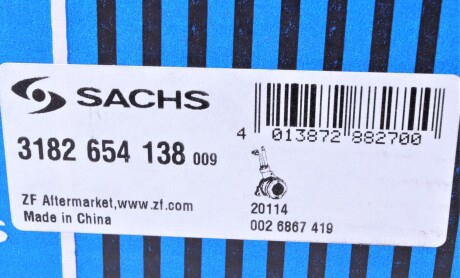 SACHS
4 013872 882700
3182 654 138 009
ZF Aftermarket,www.zf.com
Made in China
20114
002 6867 419
s